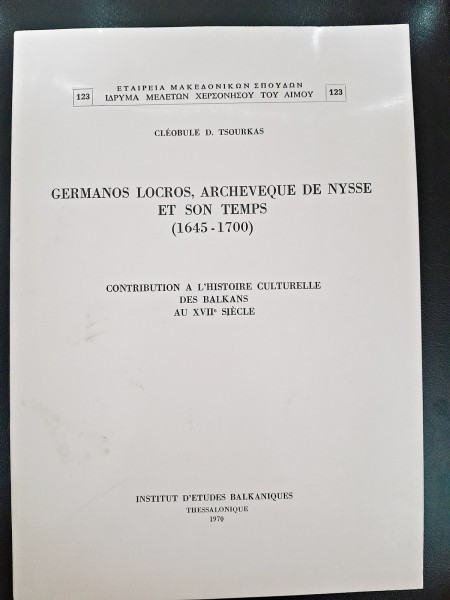 ΕΤΑΙΡΕΙΑ ΜΑΚΕΔΟΝΙΚΩΝ ΣΠΟΥΔΩΝ
123 ΙΔΡΥΜΑ ΜΕΛΕΤΩΝ ΧΕΡΣΟΝΗΣΟΥ ΤΟΥ ΑΙΜΟΥ 123
CLÉOBULE D. TSOURKAS
GERMANOS LOCROS, ARCHEVEQUE DE NYSSE
ET SON TEMPS
(1645-1700)
CONTRIBUTION A L'HISTOIRE CULTURELLE
DES BALKANS
AU XVIIe SIÈCLE
INSTITUT D'ETUDES BALKANIQUES
THESSALONIQUE
1970